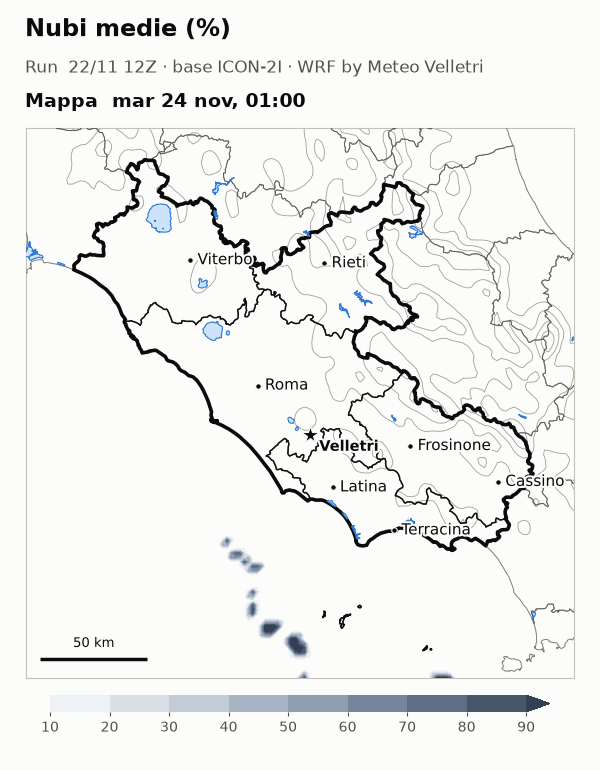 Nubi medie (%)
Run  22/11 12Z · base ICON-2I · WRF by Meteo Velletri
Mappa  mar 24 nov, 01:00
Viterbo
Rieti
Roma
Velletri
Frosinone
Cassino
Latina
Terracina
50 km
10 20 30 40 50 60 70 80 90